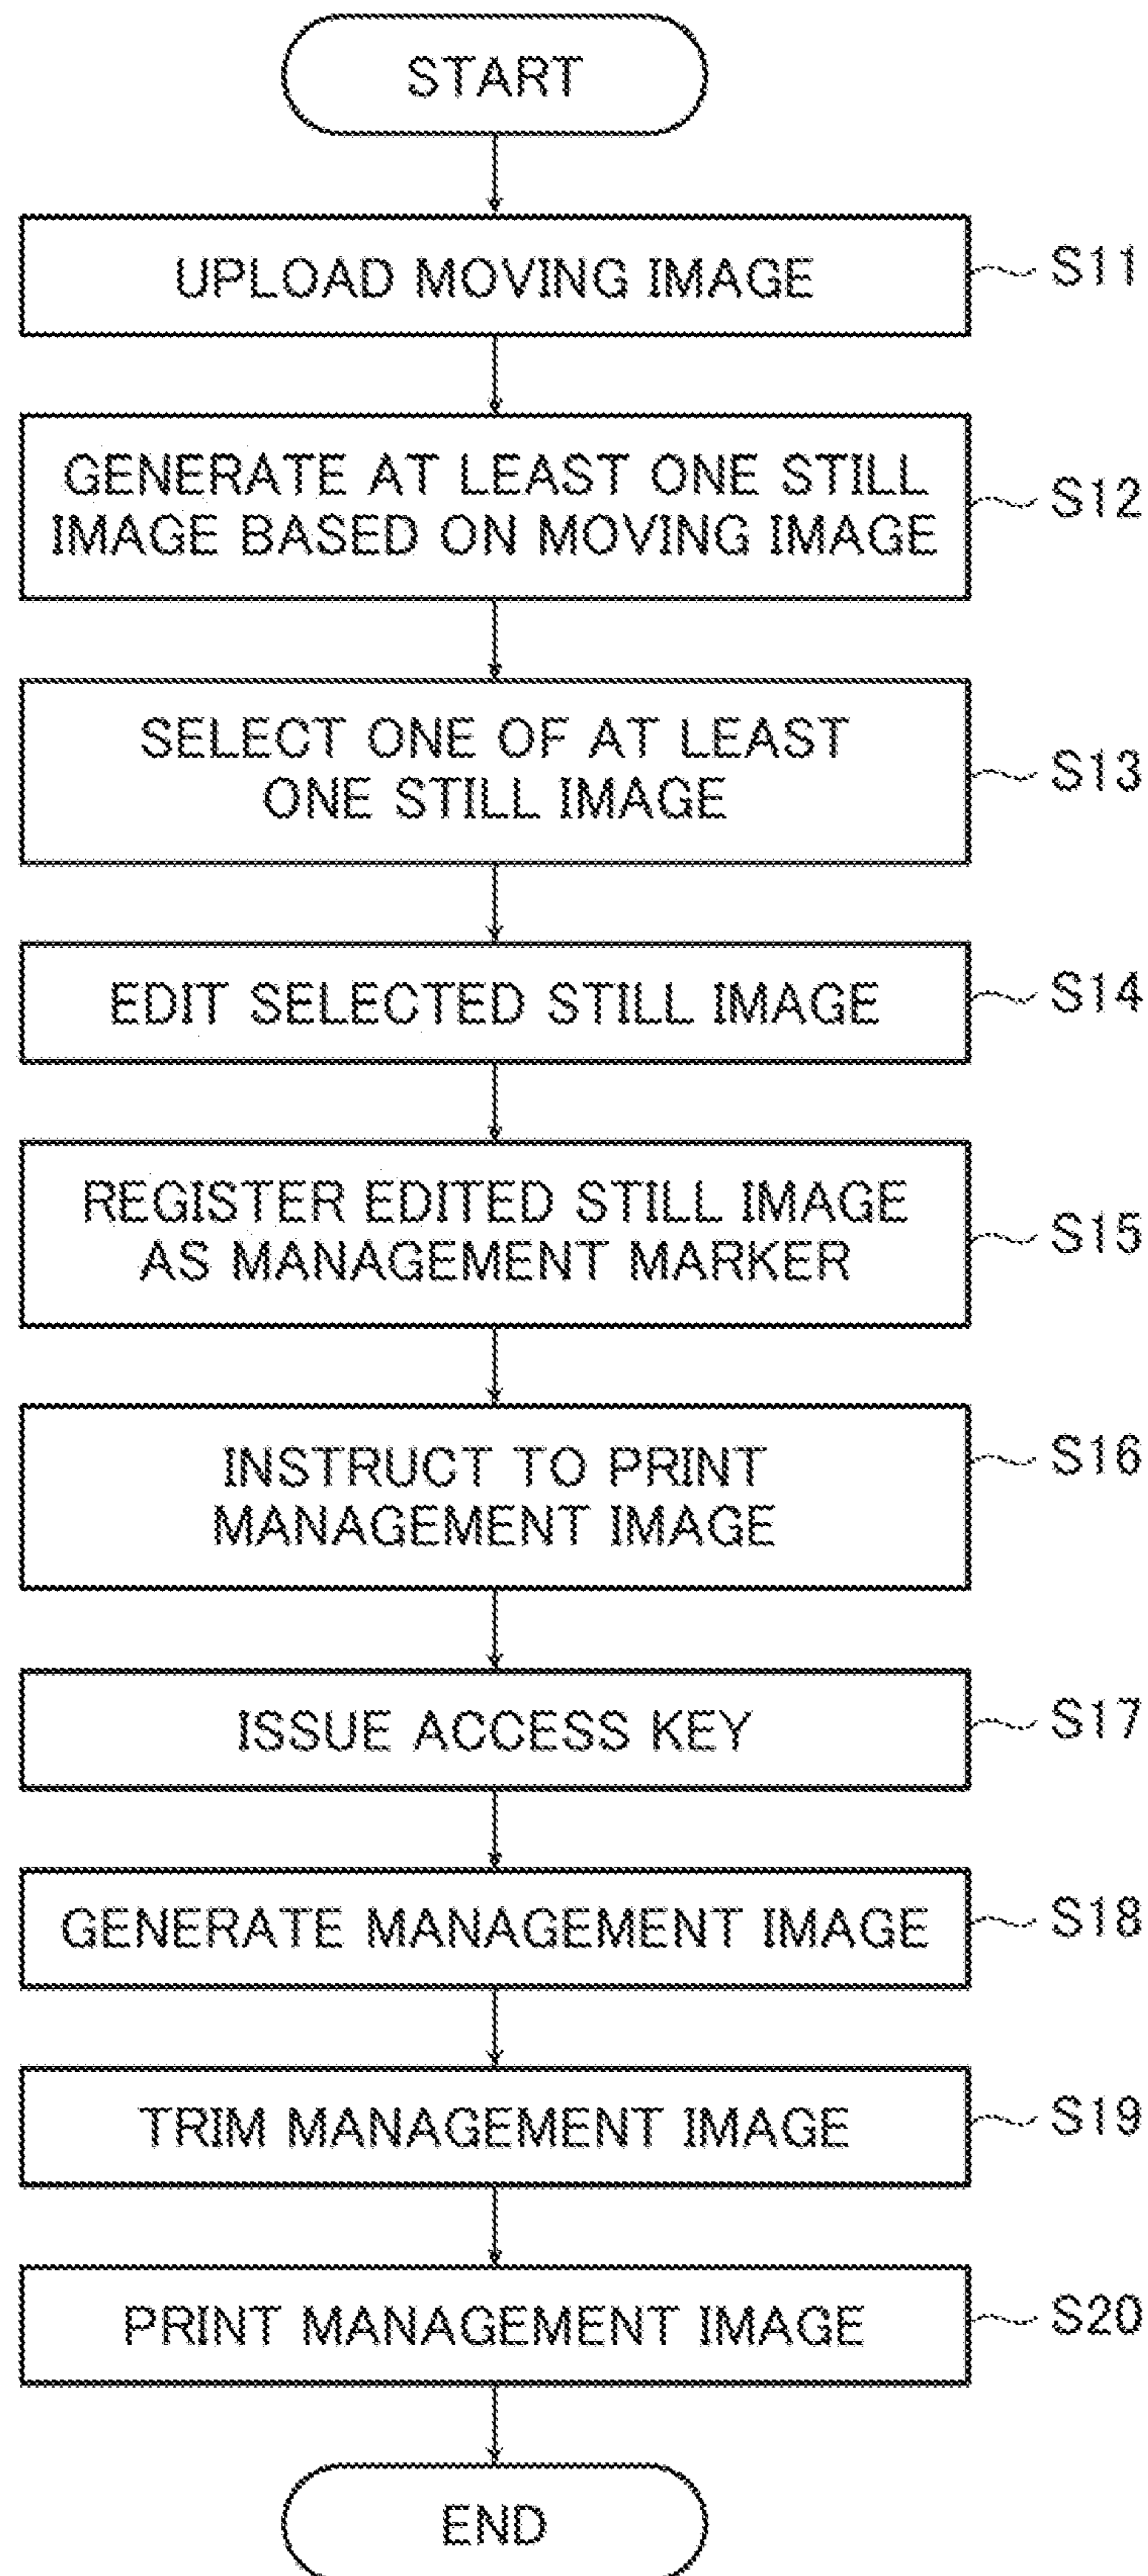 START
UPLOAD MOVING IMAGE
S11
GENERATE AT LEAST ONE STILL
IMAGE BASED ON MOVING IMAGE
S12
SELECT ONE OF AT LEAST
ONE STILL IMAGE
S13
EDIT SELECTED STILL IMAGE
S14
REGISTER EDITED STILL IMAGE
AS MANAGEMENT MARKER
S15
INSTRUCT TO PRINT
MANAGEMENT IMAGE
S16
ISSUE ACCESS KEY
S17
GENERATE MANAGEMENT IMAGE
S18
TRIM MANAGEMENT IMAGE
S19
PRINT MANAGEMENT IMAGE
S20
END